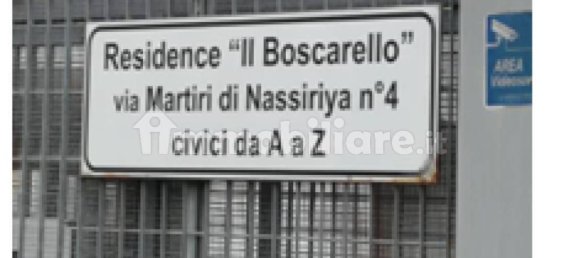 Residence “Il Boscarello”
via Martiri di Nassiriya n°4
civici da A a Z
immobiliare.it
AREA